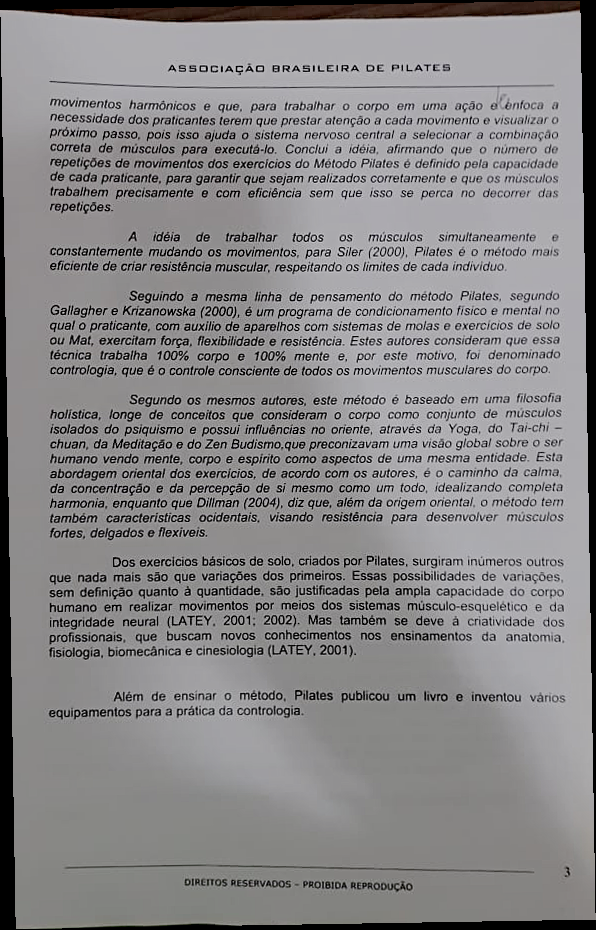 ASSOCIAÇÃO BRASILEIRA DE PILATES
movimentos harmônicos e que, para trabalhar o corpo em uma ação e enfoca a
necessidade dos praticantes terem que prestar atenção a cada movimento e visualizar o
próximo passo, pois isso ajuda o sistema nervoso central a selecionar a combinação
correta de músculos para executá-lo. Conclui a idéia, afirmando que o número de
repetições de movimentos dos exercícios do Método Pilates é definido pela capacidade
de cada praticante, para garantir que sejam realizados corretamente e que os músculos
trabalhem precisamente e com eficiência sem que isso se perca no decorrer das
repetições.
A idéia de trabalhar todos os músculos simultaneamente e
constantemente mudando os movimentos, para Siler (2000), Pilates é o método mais
eficiente de criar resistência muscular, respeitando os limites de cada indivíduo.
Seguindo a mesma linha de pensamento do método Pilates, segundo
Gallagher e Krizanowska (2000), é um programa de condicionamento físico e mental no
qual o praticante, com auxilio de aparelhos com sistemas de molas e exercícios de solo
ou Mat, exercitam força, flexibilidade e resistência. Estes autores consideram que essa
técnica trabalha 100% corpo e 100% mente e, por este motivo, foi denominado
contrologia, que é o controle consciente de todos os movimentos musculares do corpo.
Segundo os mesmos autores, este método é baseado em uma filosofia
holística, longe de conceitos que consideram o corpo como conjunto de músculos
isolados do psiquismo e possui influências no oriente, através da Yoga, do Tai-chi –
chuan, da Meditação e do Zen Budismo,que preconizavam uma visão global sobre o ser
humano vendo mente, corpo e espírito como aspectos de uma mesma entidade. Esta
abordagem oriental dos exercícios, de acordo com os autores, é o caminho da calma,
da concentração e da percepção de si mesmo como um todo, idealizando completa
harmonia, enquanto que Dillman (2004), diz que, além da origem oriental, o método tem
também características ocidentais, visando resistência para desenvolver músculos
fortes, delgados e flexíveis.
Dos exercícios básicos de solo, criados por Pilates, surgiram inúmeros outros
que nada mais são que variações dos primeiros. Essas possibilidades de variações,
sem definição quanto à quantidade, são justificadas pela ampla capacidade do corpo
humano em realizar movimentos por meios dos sistemas músculo-esquelético e da
integridade neural (LATEY, 2001; 2002). Mas também se deve à criatividade dos
profissionais, que buscam novos conhecimentos nos ensinamentos da anatomia,
fisiologia, biomecânica e cinesiologia (LATEY, 2001).
Além de ensinar o método, Pilates publicou um livro e inventou vários
equipamentos para a prática da contrologia.
3
DIREITOS RESERVADOS – PROIBIDA REPRODUÇÃO